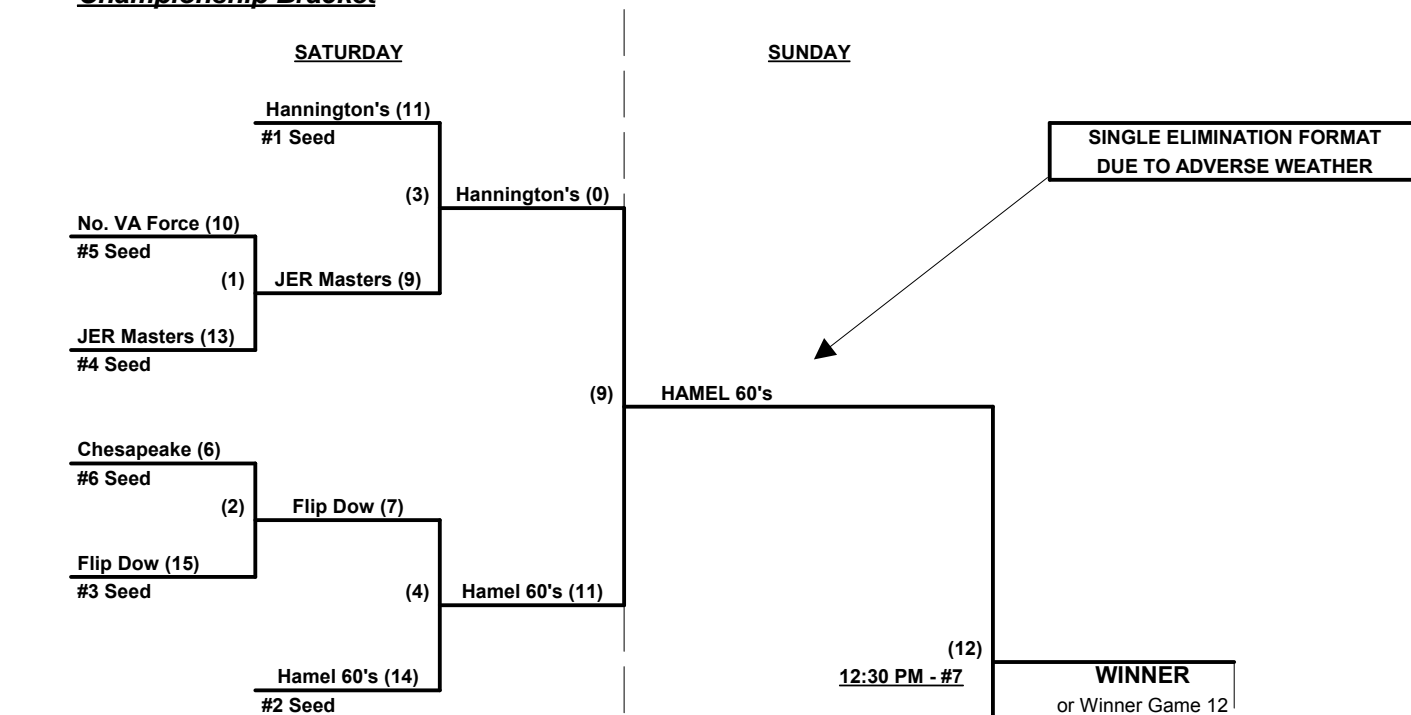 Championship Bracket
SATURDAY
SUNDAY
Hannington's (11)
#1 Seed
SINGLE ELIMINATION FORMAT
DUE TO ADVERSE WEATHER
(3)
Hannington's (0)
No. VA Force (10)
#5 Seed
(1)
JER Masters (9)
JER Masters (13)
#4 Seed
(9)
HAMEL 60's
Chesapeake (6)
#6 Seed
(2)
Flip Dow (7)
Flip Dow (15)
#3 Seed
(4)
Hamel 60's (11)
(12)
Hamel 60's (14)
12:30 PM - #7
WINNER
#2 Seed
or Winner Game 12